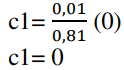 c1= 0,01/0,81 (0)
c1= 0